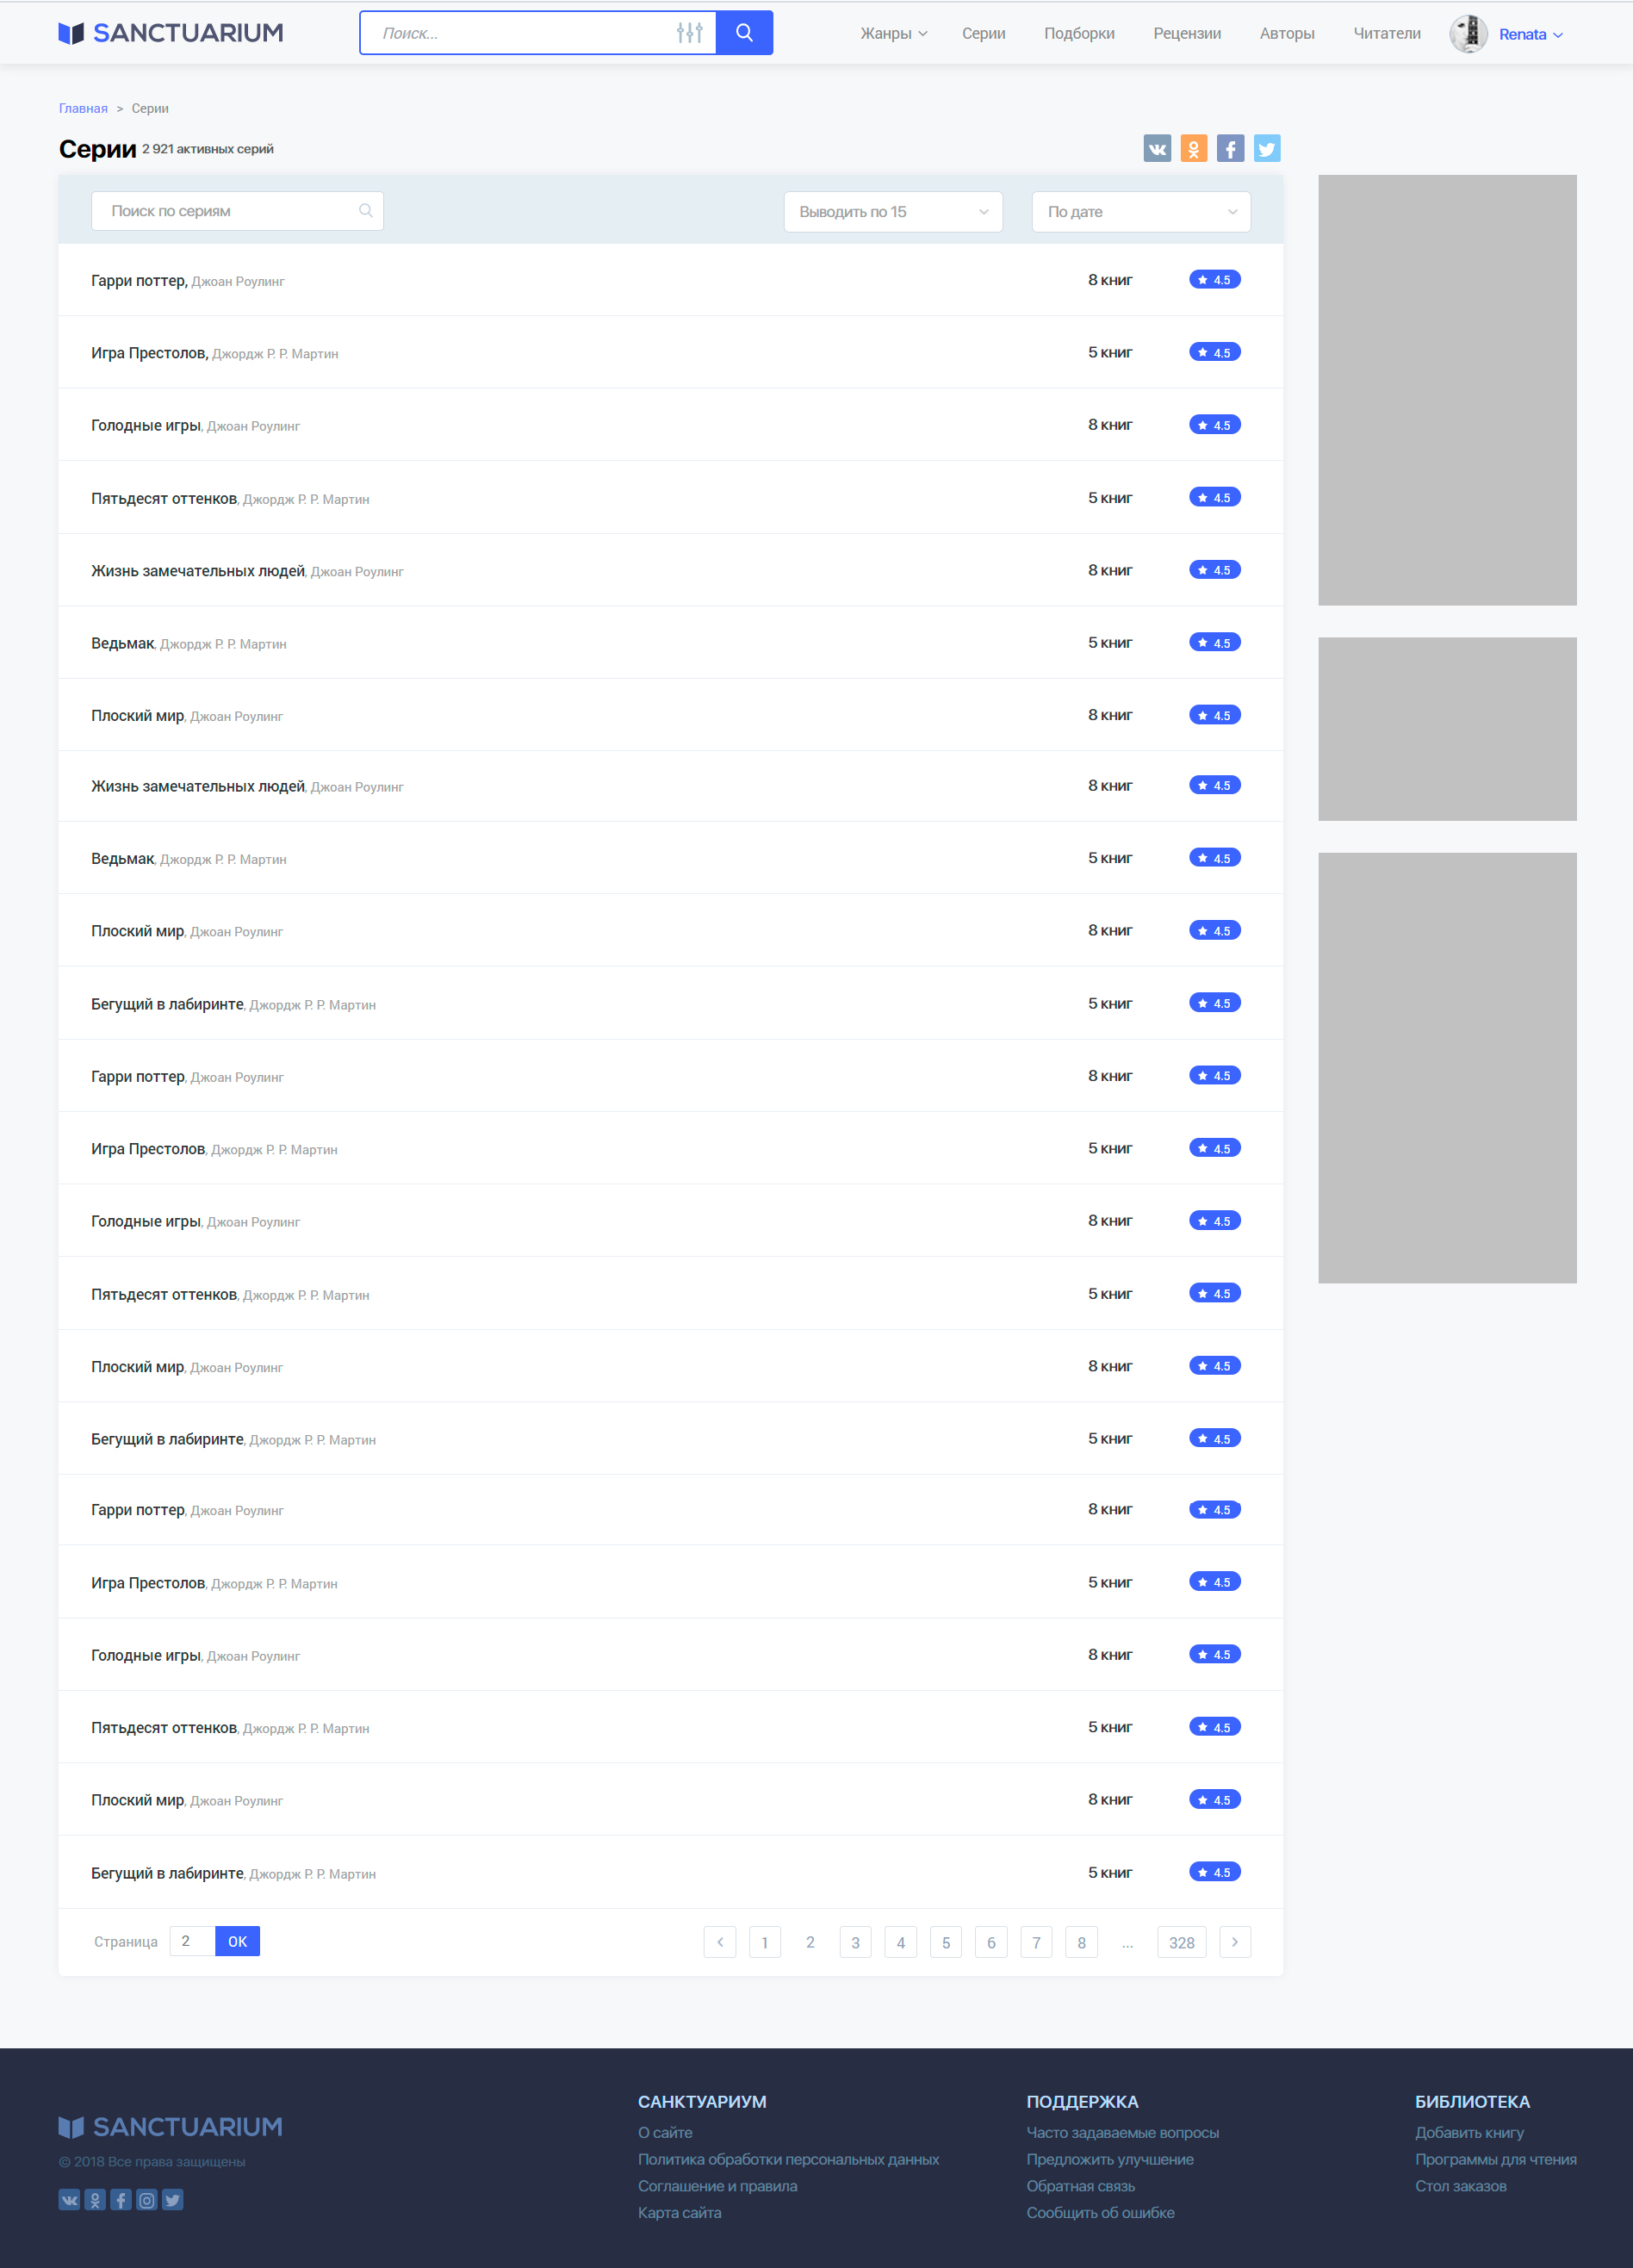 SANCTUARIUM
Поиск...
Жанры Серии Подборки Рецензии Авторы Читатели Renata
Главная > Серии
Серии 2 921 активных серий
Поиск по сериям Выводить по 15 По дате
Гарри поттер, Джоан Роулинг 8 книг 4.5
Игра Престолов, Джордж Р. Р. Мартин 5 книг 4.5
Голодные игры, Джоан Роулинг 8 книг 4.5
Пятьдесят оттенков, Джордж Р. Р. Мартин 5 книг 4.5
Жизнь замечательных людей, Джоан Роулинг 8 книг 4.5
Ведьмак, Джордж Р. Р. Мартин 5 книг 4.5
Плоский мир, Джоан Роулинг 8 книг 4.5
Жизнь замечательных людей, Джоан Роулинг 8 книг 4.5
Ведьмак, Джордж Р. Р. Мартин 5 книг 4.5
Плоский мир, Джоан Роулинг 8 книг 4.5
Бегущий в лабиринте, Джордж Р. Р. Мартин 5 книг 4.5
Гарри поттер, Джоан Роулинг 8 книг 4.5
Игра Престолов, Джордж Р. Р. Мартин 5 книг 4.5
Голодные игры, Джоан Роулинг 8 книг 4.5
Пятьдесят оттенков, Джордж Р. Р. Мартин 5 книг 4.5
Плоский мир, Джоан Роулинг 8 книг 4.5
Бегущий в лабиринте, Джордж Р. Р. Мартин 5 книг 4.5
Гарри поттер, Джоан Роулинг 8 книг 4.5
Игра Престолов, Джордж Р. Р. Мартин 5 книг 4.5
Голодные игры, Джоан Роулинг 8 книг 4.5
Пятьдесят оттенков, Джордж Р. Р. Мартин 5 книг 4.5
Плоский мир, Джоан Роулинг 8 книг 4.5
Бегущий в лабиринте, Джордж Р. Р. Мартин 5 книг 4.5
Страница 2 ОК < 1 2 3 4 5 6 7 8 ... 328 >
SANCTUARIUM
© 2018 Все права защищены
САНКТУАРИУМ
О сайте
Политика обработки персональных данных
Соглашение и правила
Карта сайта
ПОДДЕРЖКА
Часто задаваемые вопросы
Предложить улучшение
Обратная связь
Сообщить об ошибке
БИБЛИОТЕКА
Добавить книгу
Программы для чтения
Стол заказов